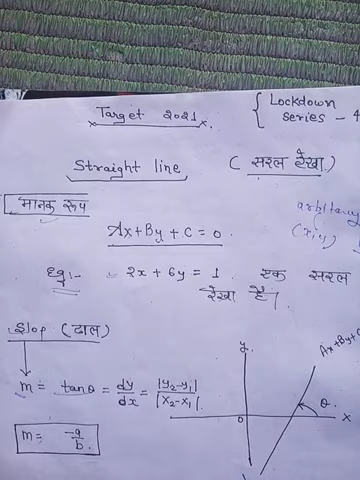 Target 2021
{ Lockdown
series - 4
Straight line ( सरल रेखा )
मानक रूप
arbitrary
(x,y)
Ax+By+C=0
Eg:- 2x+6y=1 एक सरल
रेखा है।
Slop (ढाल)
m = tanθ = dy/dx = |y₂-y₁|/|x₂-x₁|
m = -a/b
y
Ax+By+
θ
0
x